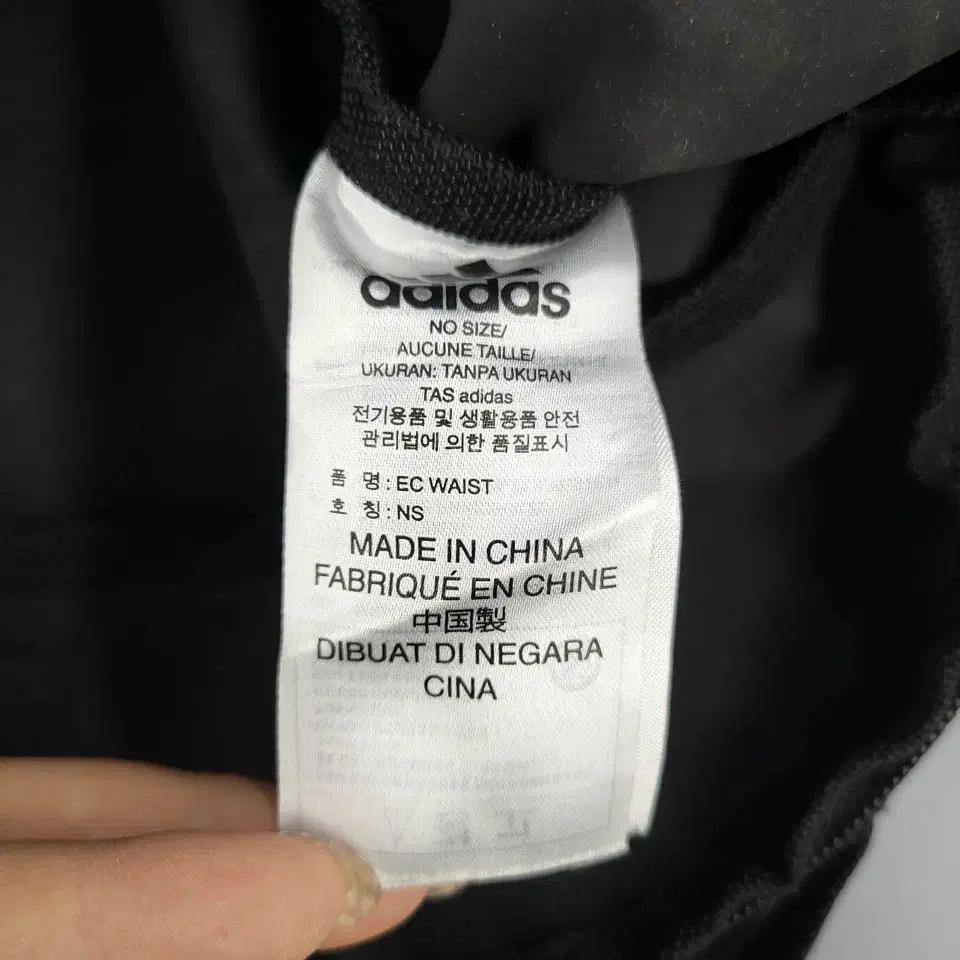 adidas
NO SIZE/
AUCUNE TAILLE/
UKURAN: TANPA UKURAN
TAS adidas
전기용품 및 생활용품 안전
관리법에 의한 품질표시
품 명 : EC WAIST
호 칭 : NS
MADE IN CHINA
FABRIQUÉ EN CHINE
中国製
DIBUAT DI NEGARA
CINA